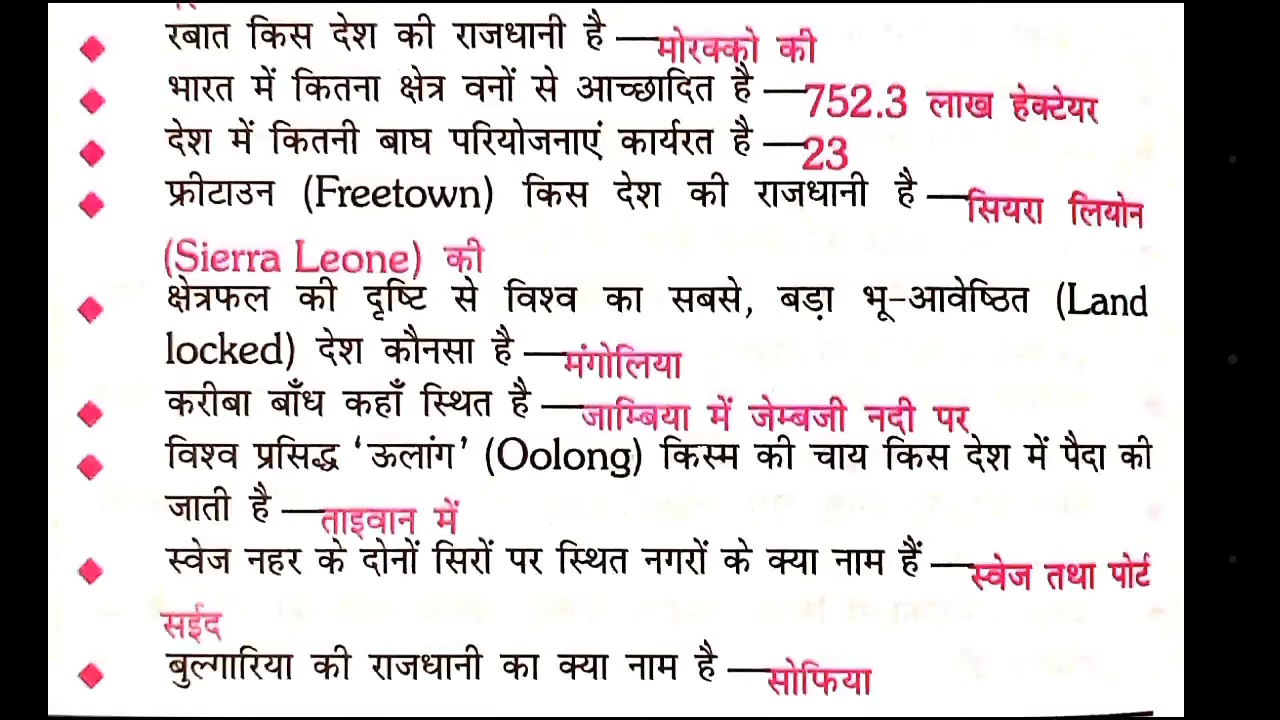 रबात किस देश की राजधानी है —मोरक्को की
भारत में कितना क्षेत्र वनों से आच्छादित है —752.3 लाख हेक्टेयर
देश में कितनी बाघ परियोजनाएं कार्यरत है —23
फ्रीटाउन (Freetown) किस देश की राजधानी है —सियरा लियोन
(Sierra Leone) की
क्षेत्रफल की दृष्टि से विश्व का सबसे, बड़ा भू-आवेष्ठित (Land
locked) देश कौनसा है —मंगोलिया
करीबा बाँध कहाँ स्थित है —जाम्बिया में जेम्बजी नदी पर
विश्व प्रसिद्ध ‘ऊलांग’ (Oolong) किस्म की चाय किस देश में पैदा की
जाती है —ताइवान में
स्वेज नहर के दोनों सिरों पर स्थित नगरों के क्या नाम हैं —स्वेज तथा पोर्ट
सईद
बुल्गारिया की राजधानी का क्या नाम है —सोफिया